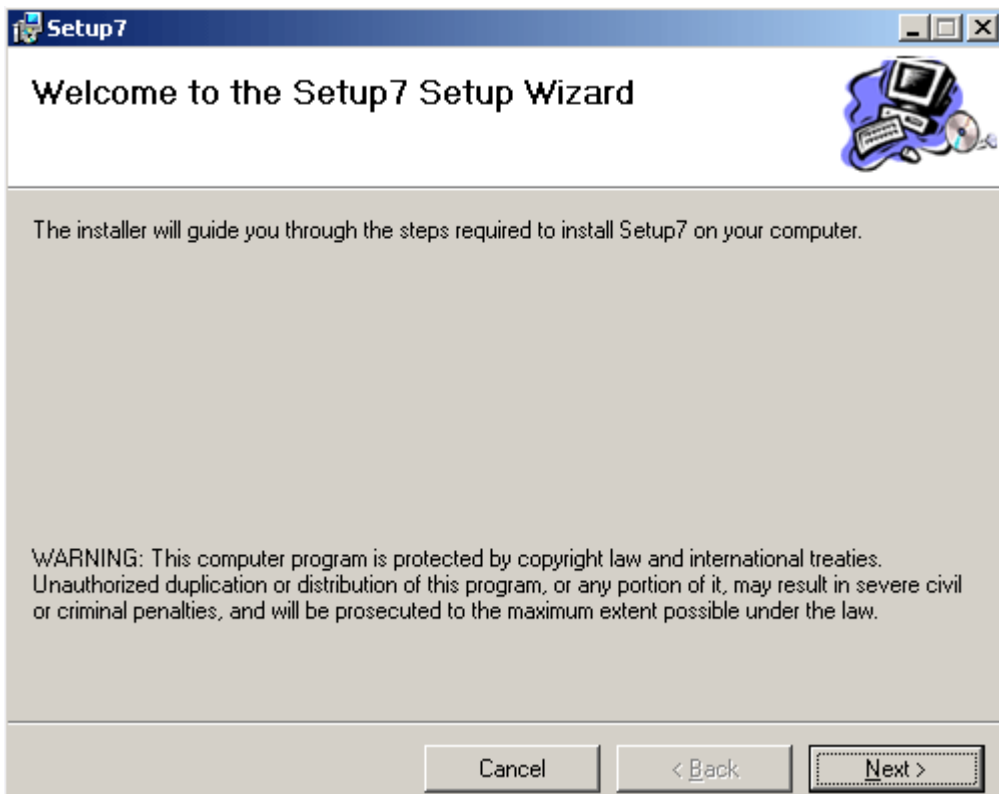 Setup7
Welcome to the Setup7 Setup Wizard
The installer will guide you through the steps required to install Setup7 on your computer.
WARNING: This computer program is protected by copyright law and international treaties.
Unauthorized duplication or distribution of this program, or any portion of it, may result in severe civil
or criminal penalties, and will be prosecuted to the maximum extent possible under the law.
Cancel < Back Next >